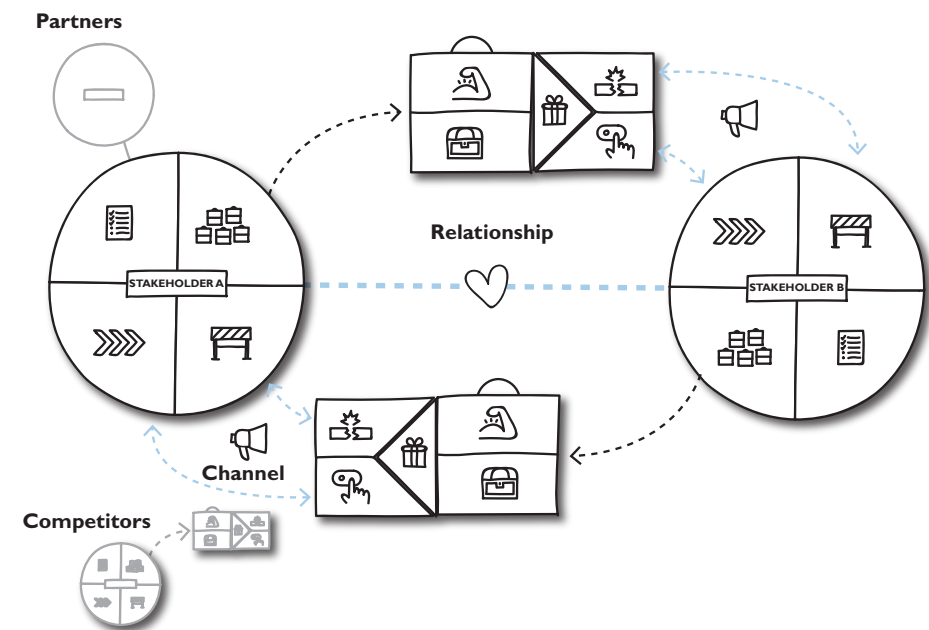 Partners
Relationship
STAKEHOLDER A
STAKEHOLDER B
Channel
Competitors